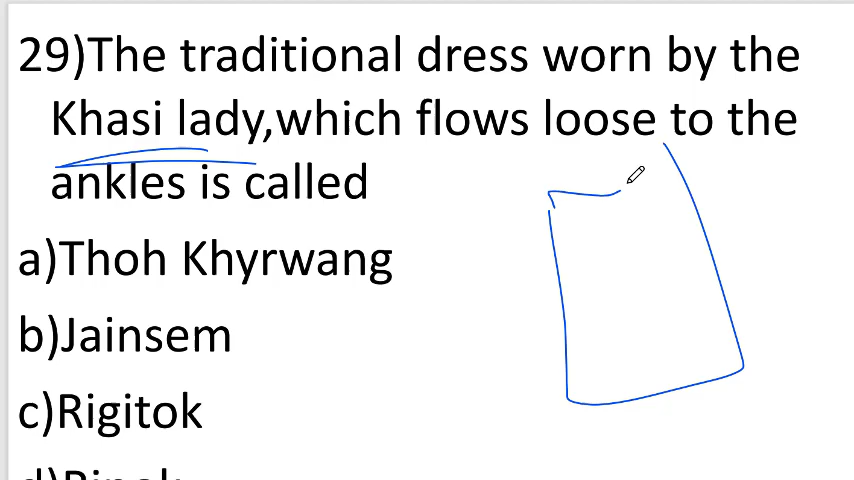 29)The traditional dress worn by the
Khasi lady,which flows loose to the
ankles is called
a)Thoh Khyrwang
b)Jainsem
c)Rigitok